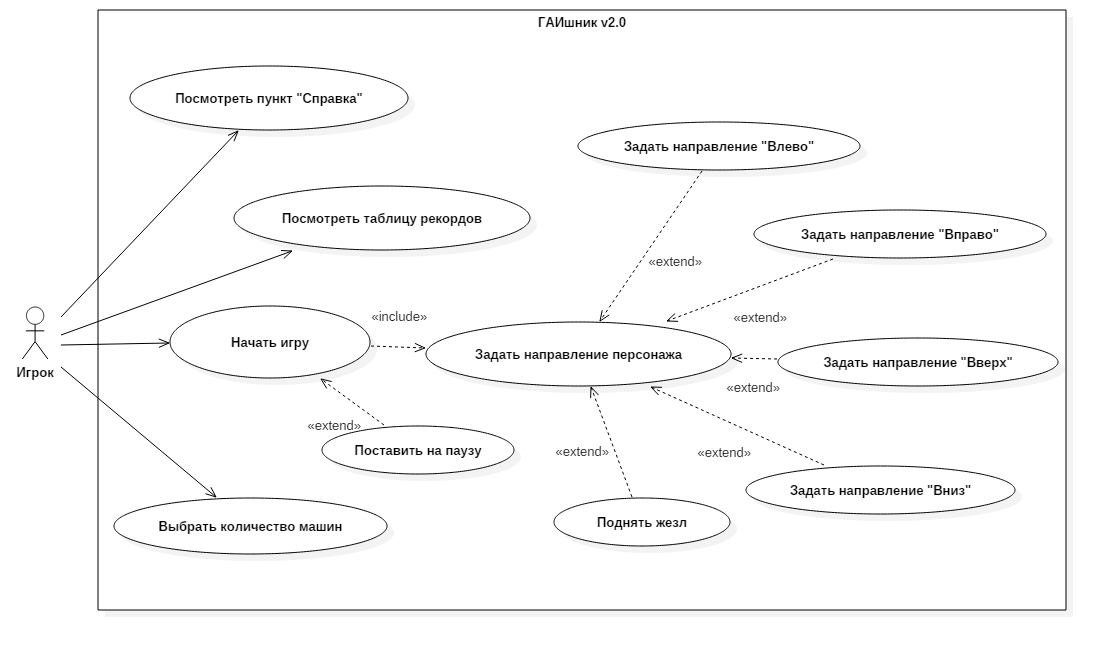 ГАИшник v2.0
Посмотреть пункт "Справка"
Задать направление "Влево"
Посмотреть таблицу рекордов
Задать направление "Вправо"
«extend»
«include»
«extend»
Начать игру
Задать направление персонажа
Задать направление "Вверх"
Игрок
«extend»
«extend»
Поставить на паузу
«extend»
«extend»
Задать направление "Вниз"
Выбрать количество машин
Поднять жезл